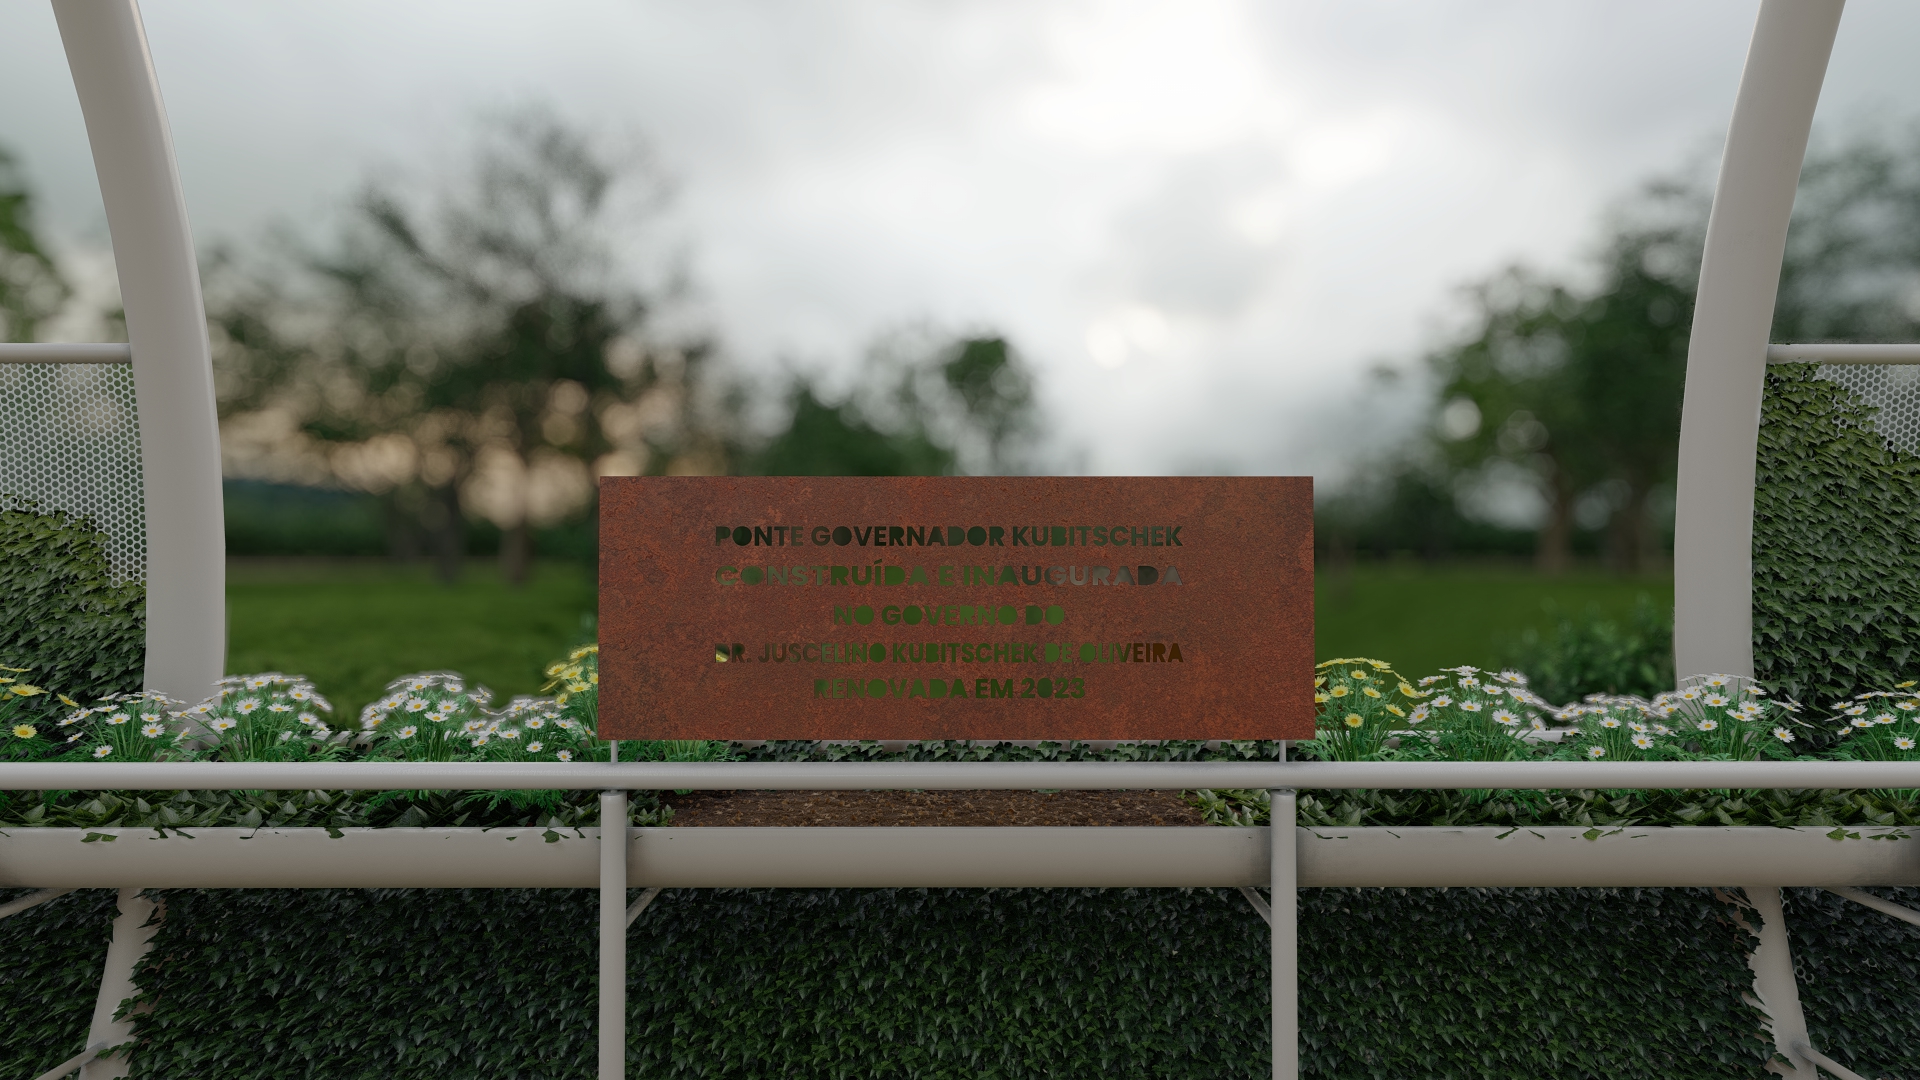 PONTE GOVERNADOR KUBITSCHEK
CONSTRUÍDA E INAUGURADA
NO GOVERNO DO
DR. JUSCELINO KUBITSCHEK DE OLIVEIRA
RENOVADA EM 2023